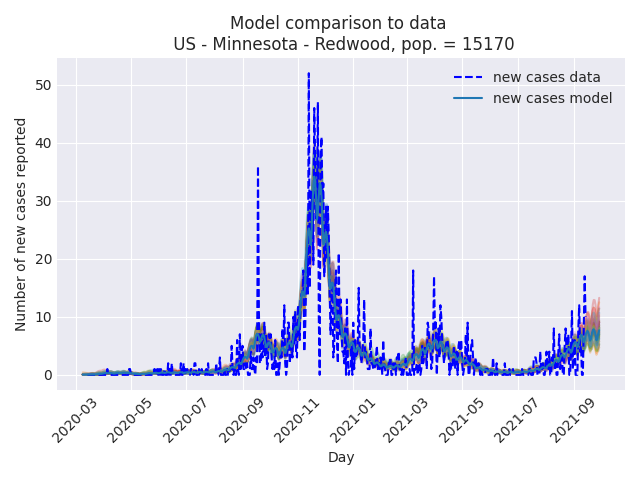 Model comparison to data
US - Minnesota - Redwood, pop. = 15170
new cases data
new cases model
Number of new cases reported
50
40
30
20
10
0
2020-03
2020-05
2020-07
2020-09
2020-11
2021-01
2021-03
2021-05
2021-07
2021-09
Day